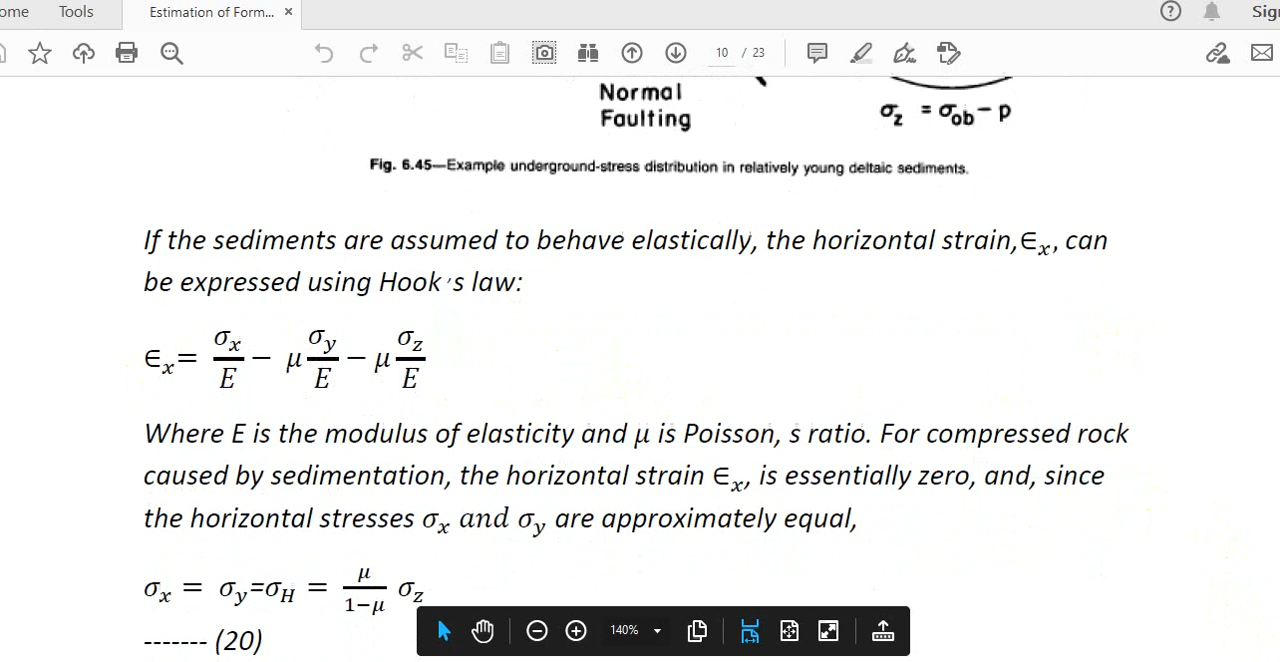 ome Tools Estimation of Form... × Sig
10 / 23
Normal
Faulting
σz = σob − p
Fig. 6.45—Example underground-stress distribution in relatively young deltaic sediments.
If the sediments are assumed to behave elastically, the horizontal strain,∈x, can
be expressed using Hook ‚s law:
∈x= σx/E − μ σy/E − μ σz/E
Where E is the modulus of elasticity and μ is Poisson, s ratio. For compressed rock
caused by sedimentation, the horizontal strain ∈x, is essentially zero, and, since
the horizontal stresses σx and σy are approximately equal,
σx = σy=σH = μ/1−μ σz
------- (20)
140%